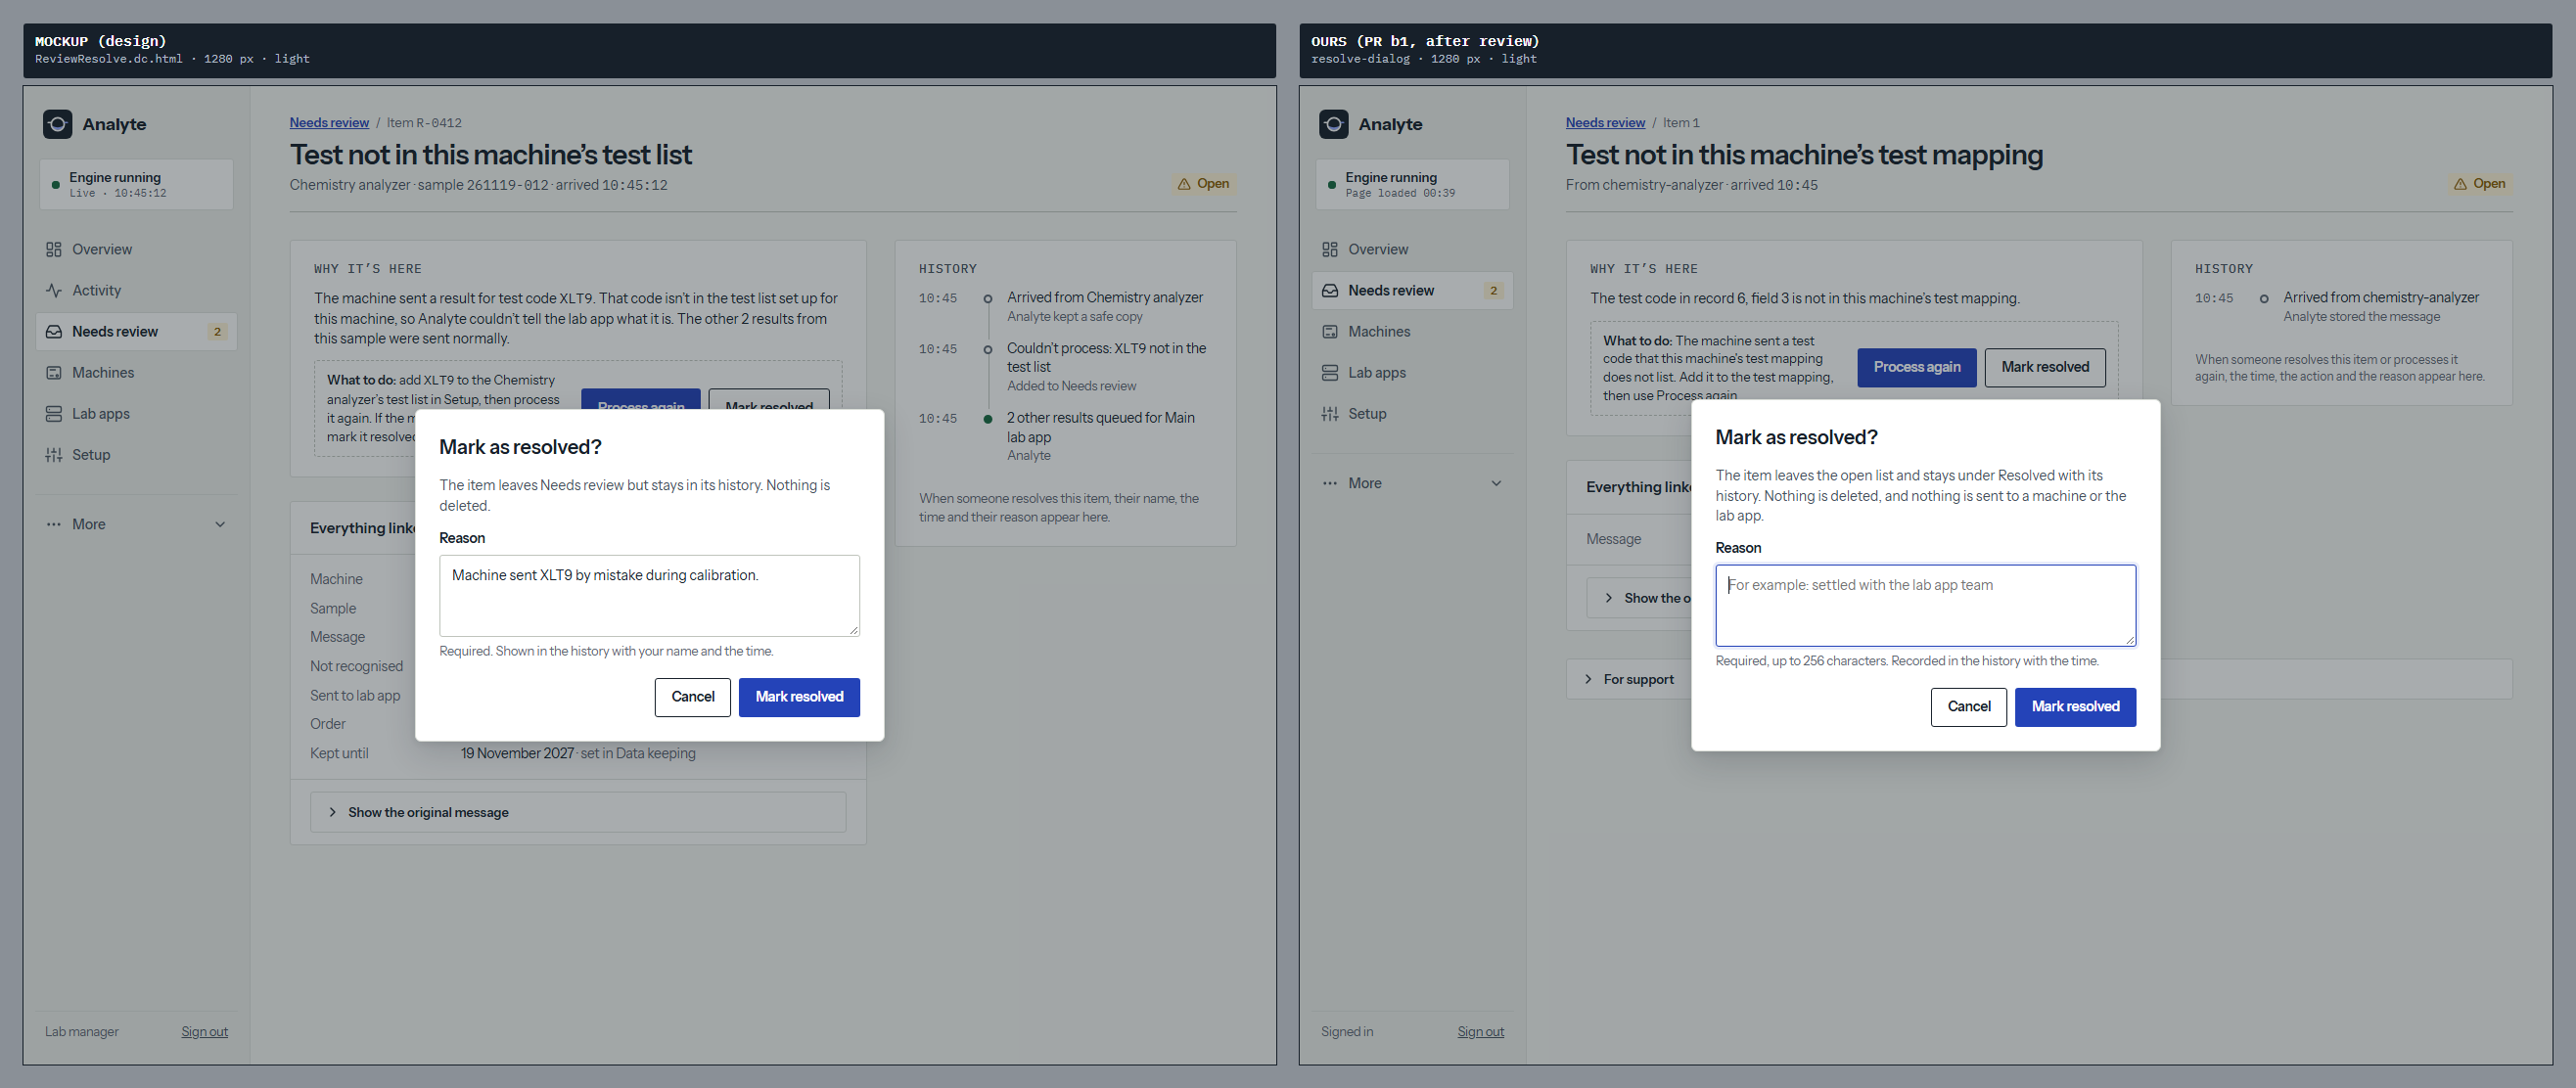 MOCKUP (design)
ReviewResolve.dc.html · 1280 px · light
Analyte
Engine running
Live · 10:45:12
Overview
Activity
Needs review 2
Machines
Lab apps
Setup
More
Lab manager Sign out
Needs review / Item R-0412
Test not in this machine’s test list
Chemistry analyzer · sample 261119-012 · arrived 10:45:12
Open
WHY IT’S HERE
The machine sent a result for test code XLT9. That code isn’t in the test list set up for
this machine, so Analyte couldn’t tell the lab app what it is. The other 2 results from
this sample were sent normally.
What to do: add XLT9 to the Chemistry
analyzer’s test list in Setup, then process
it again. If the m
mark it resolved
Process again Mark resolved
HISTORY
10:45 Arrived from Chemistry analyzer
Analyte kept a safe copy
10:45 Couldn’t process: XLT9 not in the
test list
Added to Needs review
10:45 2 other results queued for Main
lab app
Analyte
When someone resolves this item, their name, the
time and their reason appear here.
Everything link
Machine
Sample
Message
Not recognised
Sent to lab app
Order
Kept until 19 November 2027 · set in Data keeping
Show the original message
Mark as resolved?
The item leaves Needs review but stays in its history. Nothing is
deleted.
Reason
Machine sent XLT9 by mistake during calibration.
Required. Shown in the history with your name and the time.
Cancel Mark resolved
OURS (PR b1, after review)
resolve-dialog · 1280 px · light
Analyte
Engine running
Page loaded 00:39
Overview
Needs review 2
Machines
Lab apps
Setup
More
Signed in Sign out
Needs review / Item 1
Test not in this machine’s test mapping
From chemistry-analyzer · arrived 10:45
Open
WHY IT’S HERE
The test code in record 6, field 3 is not in this machine’s test mapping.
What to do: The machine sent a test
code that this machine’s test mapping
does not list. Add it to the test mapping,
then use Process again
Process again Mark resolved
HISTORY
10:45 Arrived from chemistry-analyzer
Analyte stored the message
When someone resolves this item or processes it
again, the time, the action and the reason appear here.
Everything link
Message
Show the o
For support
Mark as resolved?
The item leaves the open list and stays under Resolved with its
history. Nothing is deleted, and nothing is sent to a machine or the
lab app.
Reason
For example: settled with the lab app team
Required, up to 256 characters. Recorded in the history with the time.
Cancel Mark resolved